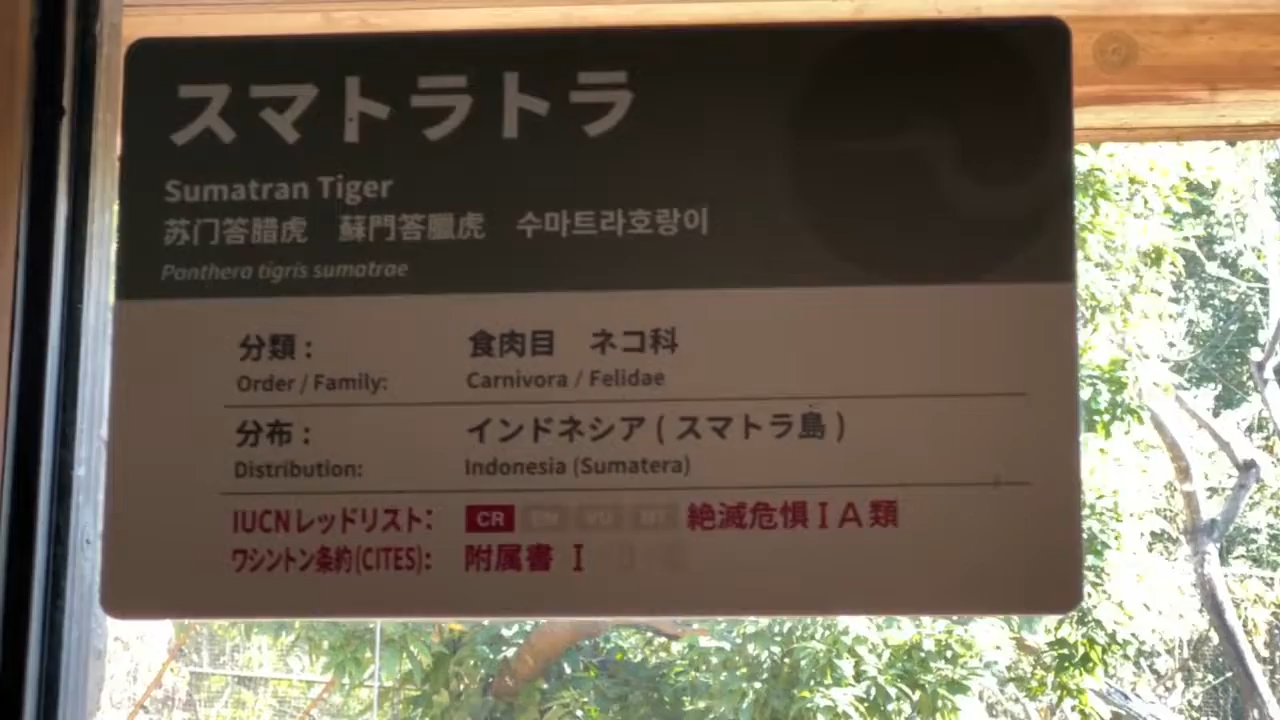 スマトラトラ
Sumatran Tiger
苏门答腊虎 蘇門答臘虎 수마트라호랑이
Panthera tigris sumatrae
分類： 食肉目 ネコ科
Order / Family: Carnivora / Felidae
分布： インドネシア ( スマトラ島 )
Distribution: Indonesia (Sumatera)
IUCNレッドリスト： CR EN VU NT 絶滅危惧ⅠA類
ワシントン条約(CITES)： 附属書 Ⅰ